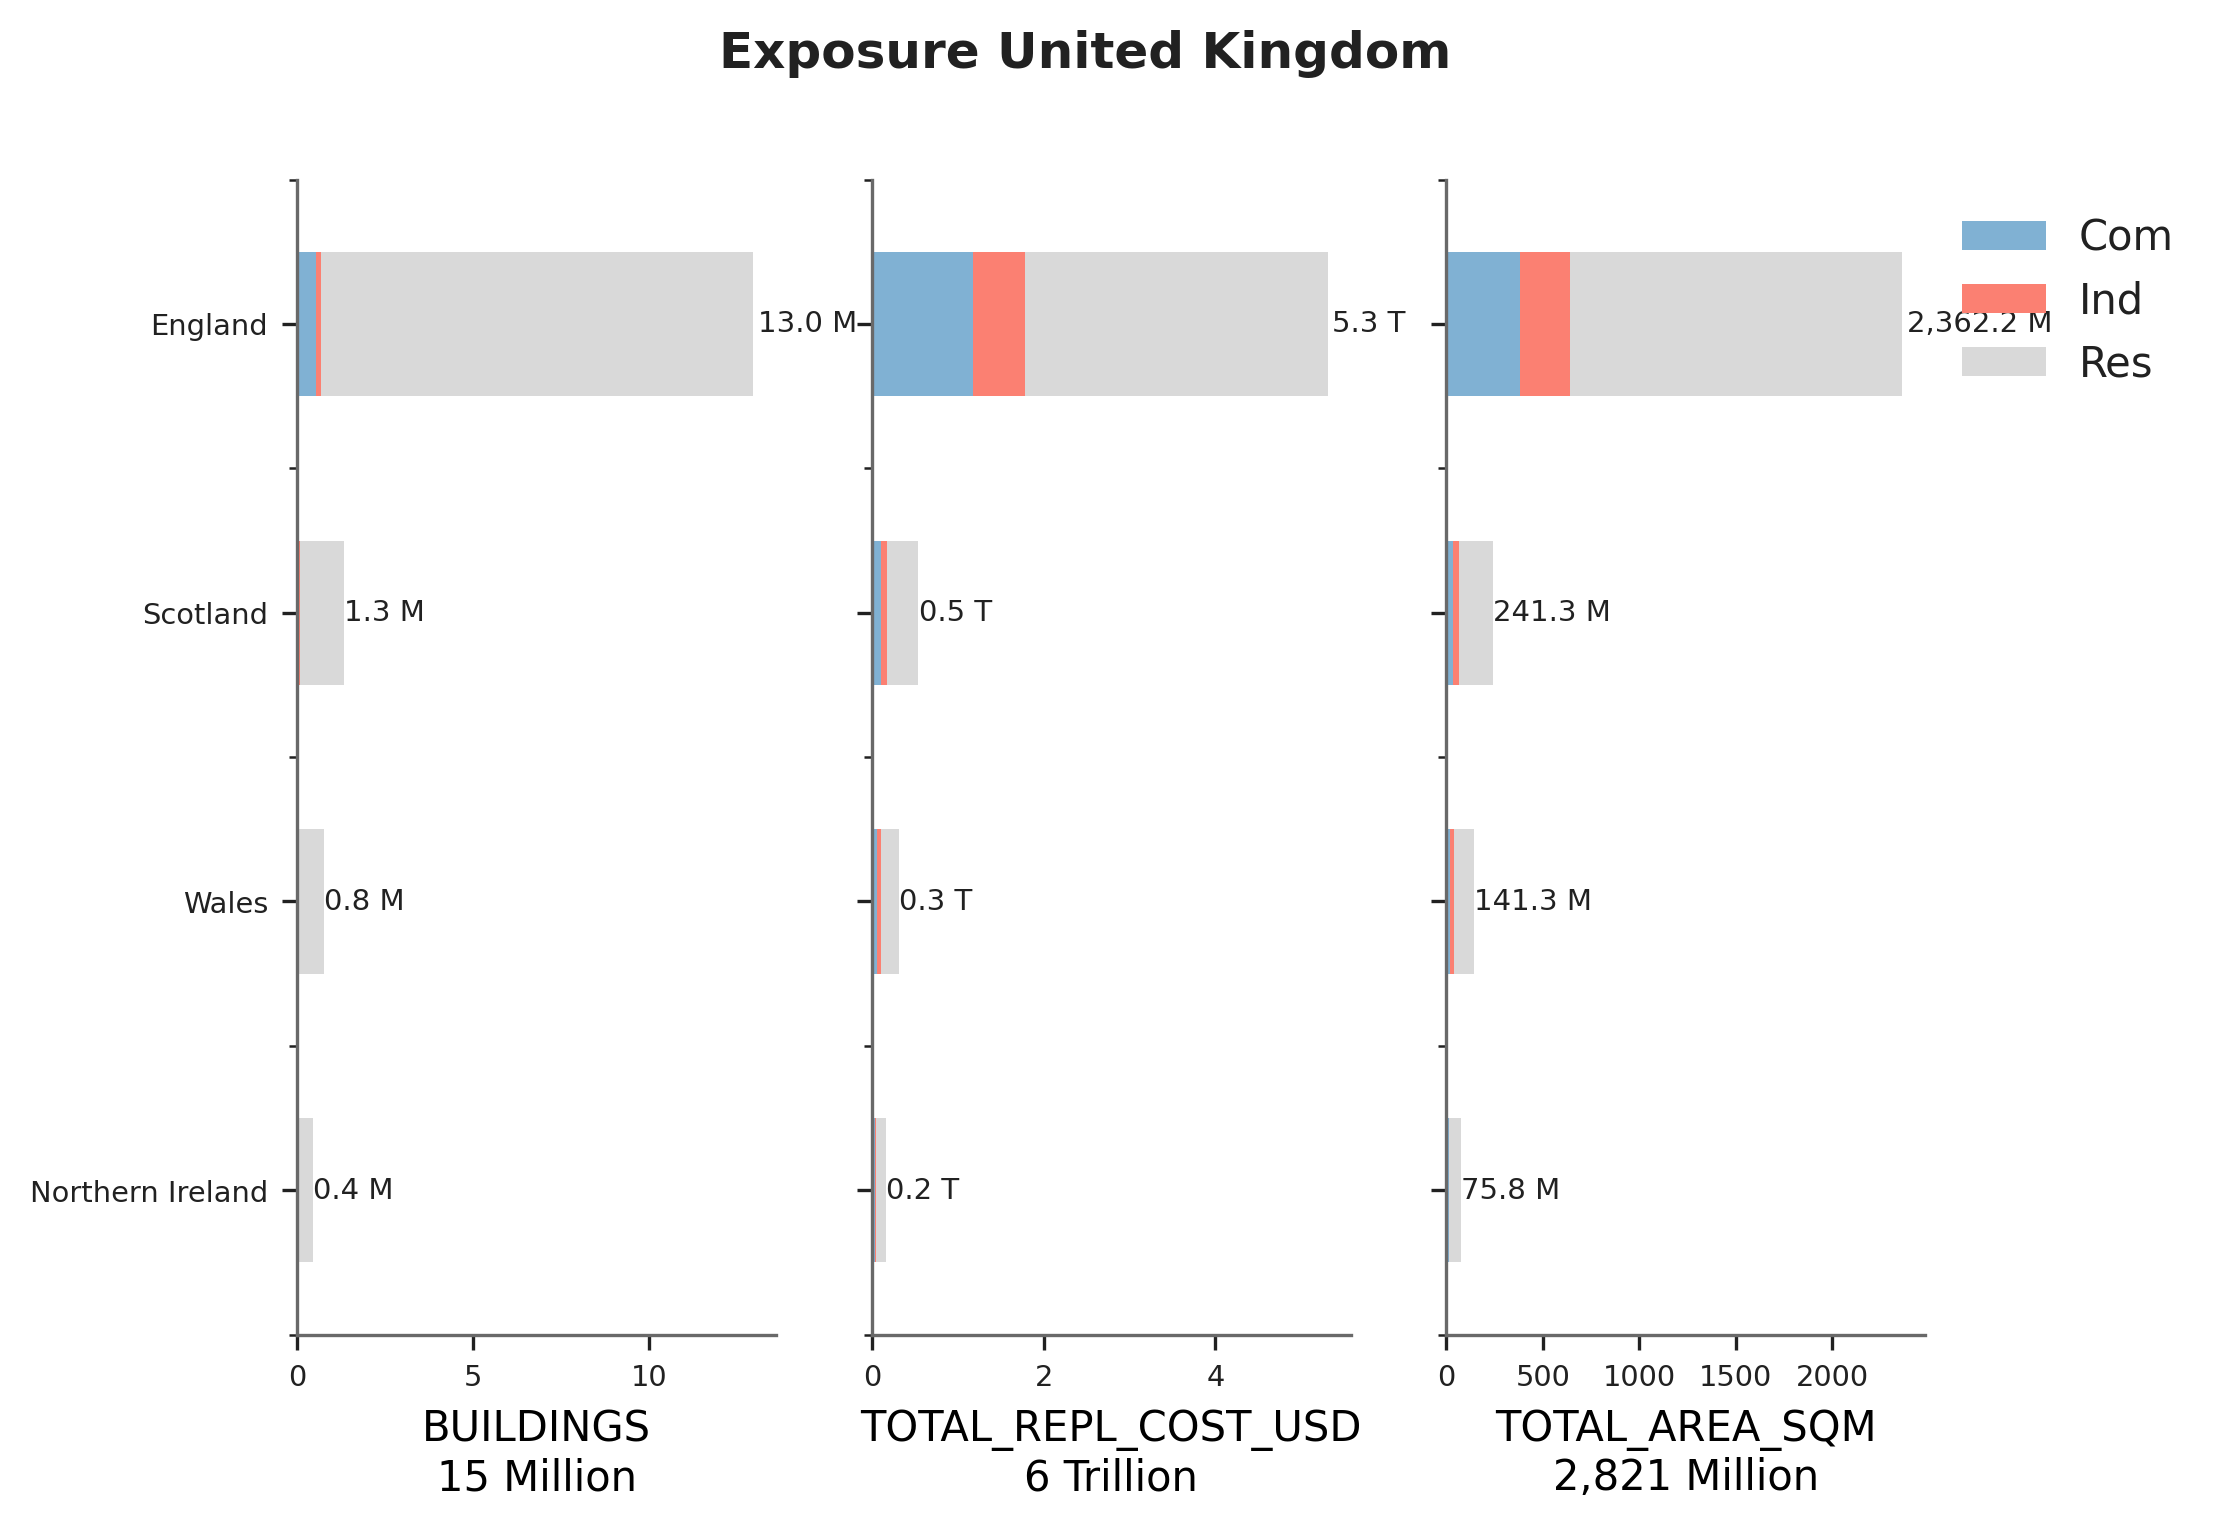 Exposure United Kingdom
England
Scotland
Wales
Northern Ireland
13.0 M
1.3 M
0.8 M
0.4 M
0
5
10
BUILDINGS
15 Million
5.3 T
0.5 T
0.3 T
0.2 T
0
2
4
TOTAL_REPL_COST_USD
6 Trillion
2,362.2 M
241.3 M
141.3 M
75.8 M
0
500
1000
1500
2000
TOTAL_AREA_SQM
2,821 Million
Com
Ind
Res